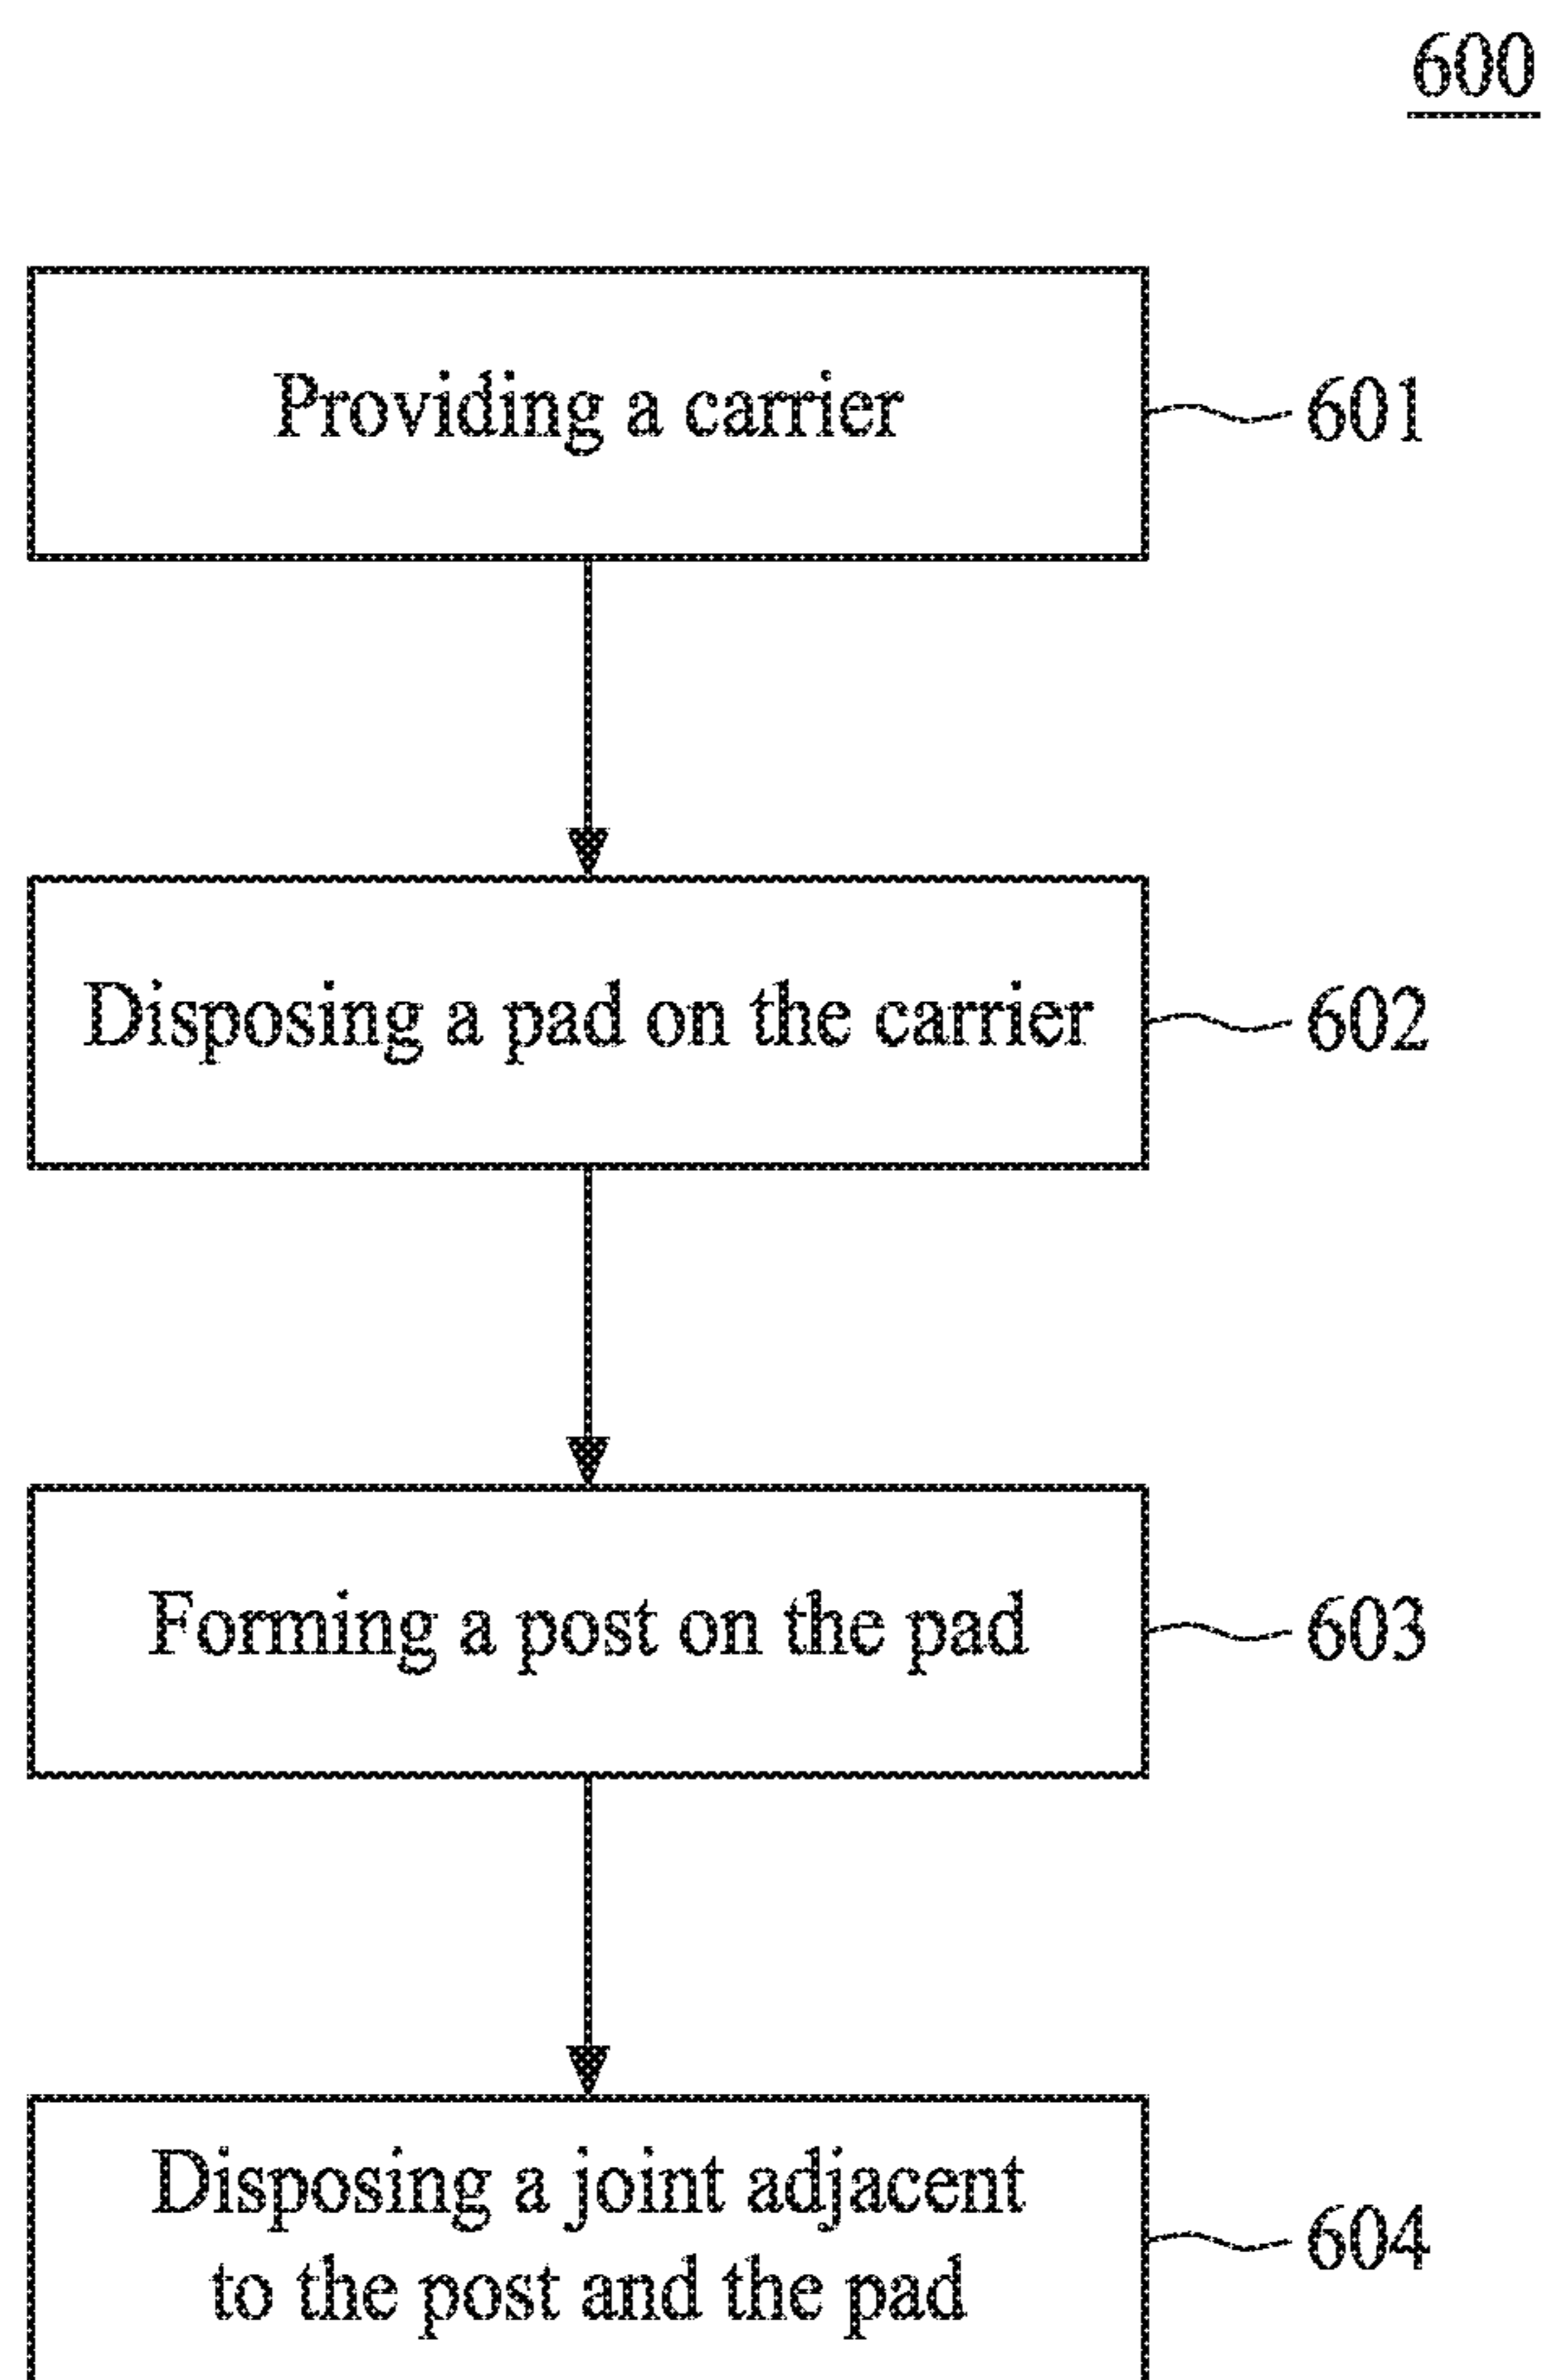 600
Providing a carrier
601
Disposing a pad on the carrier
602
Forming a post on the pad
603
Disposing a joint adjacent
to the post and the pad
604